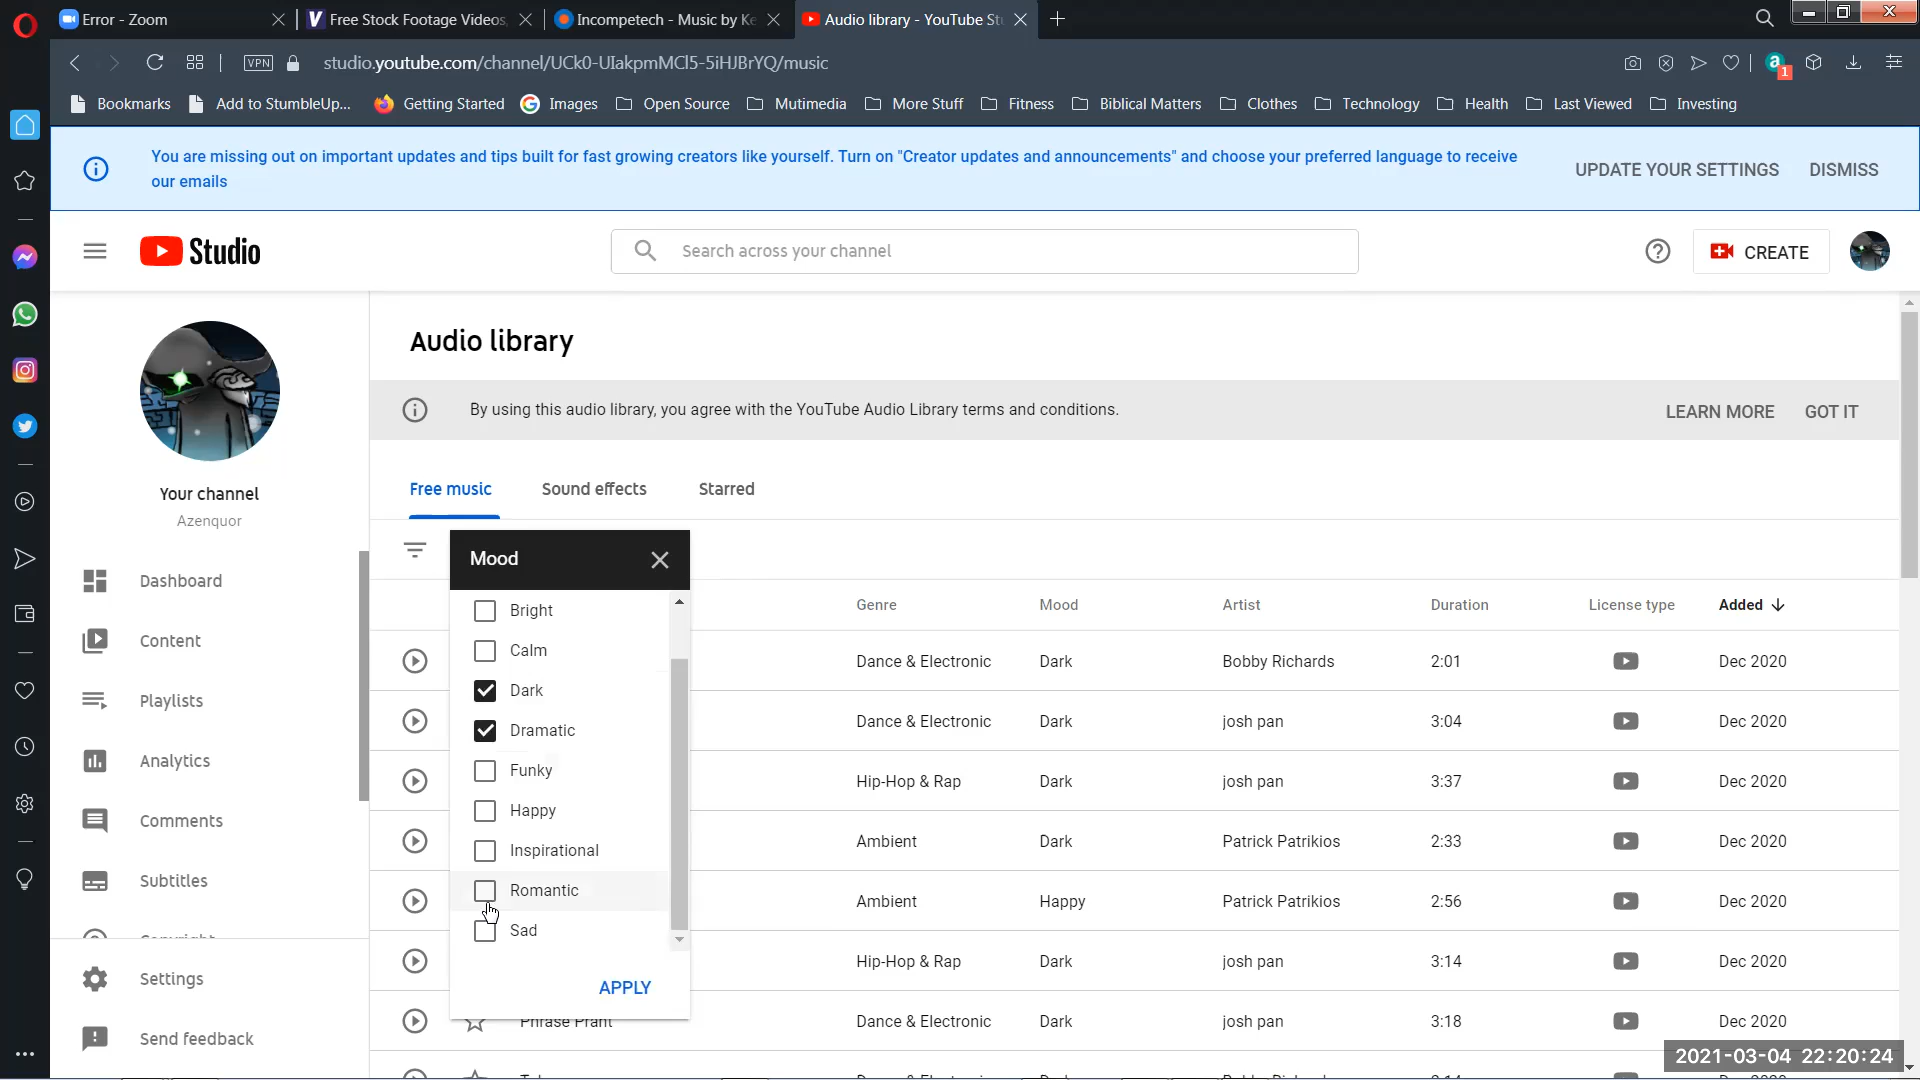 Error - Zoom
Free Stock Footage Videos,
Incompetech - Music by Ke
Audio library - YouTube St
VPN
studio.youtube.com/channel/UCk0-UIakpmMCl5-5iHJBrYQ/music
a
1
Bookmarks
Add to StumbleUp...
Getting Started
Images
Open Source
Mutimedia
More Stuff
Fitness
Biblical Matters
Clothes
Technology
Health
Last Viewed
Investing
You are missing out on important updates and tips built for fast growing creators like yourself. Turn on "Creator updates and announcements" and choose your preferred language to receive
our emails
UPDATE YOUR SETTINGS
DISMISS
Studio
Search across your channel
CREATE
Your channel
Azenquor
Dashboard
Content
Playlists
Analytics
Comments
Subtitles
Settings
Send feedback
Audio library
By using this audio library, you agree with the YouTube Audio Library terms and conditions.
LEARN MORE
GOT IT
Free music
Sound effects
Starred
Mood
Bright
Calm
Dark
Dramatic
Funky
Happy
Inspirational
Romantic
Sad
APPLY
Genre Mood Artist Duration License type Added
Dance & Electronic Dark Bobby Richards 2:01 Dec 2020
Dance & Electronic Dark josh pan 3:04 Dec 2020
Hip-Hop & Rap Dark josh pan 3:37 Dec 2020
Ambient Dark Patrick Patrikios 2:33 Dec 2020
Ambient Happy Patrick Patrikios 2:56 Dec 2020
Hip-Hop & Rap Dark josh pan 3:14 Dec 2020
Phrase Prant Dance & Electronic Dark josh pan 3:18 Dec 2020
2021-03-04 22:20:24